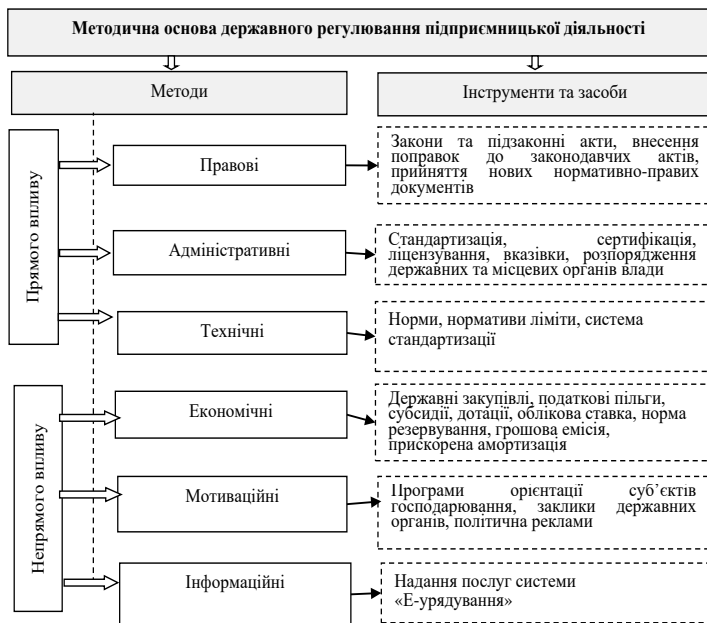 Методична основа державного регулювання підприємницької діяльності
Методи
Інструменти та засоби
Прямого впливу
Правові
Закони та підзаконні акти, внесення
поправок до законодавчих актів,
прийняття нових нормативно-правих
документів
Адміністративні
Стандартизація, сертифікація,
ліцензування, вказівки, розпорядження
державних та місцевих органів влади
Технічні
Норми, нормативи ліміти, система
стандартизації
Непрямого впливу
Економічні
Державні закупівлі, податкові пільги,
субсидії, дотації, облікова ставка, норма
резервування, грошова емісія,
прискорена амортизація
Мотиваційні
Програми орієнтації суб’єктів
господарювання, заклики державних
органів, політична реклами
Інформаційні
Надання послуг системи
«Е-урядування»